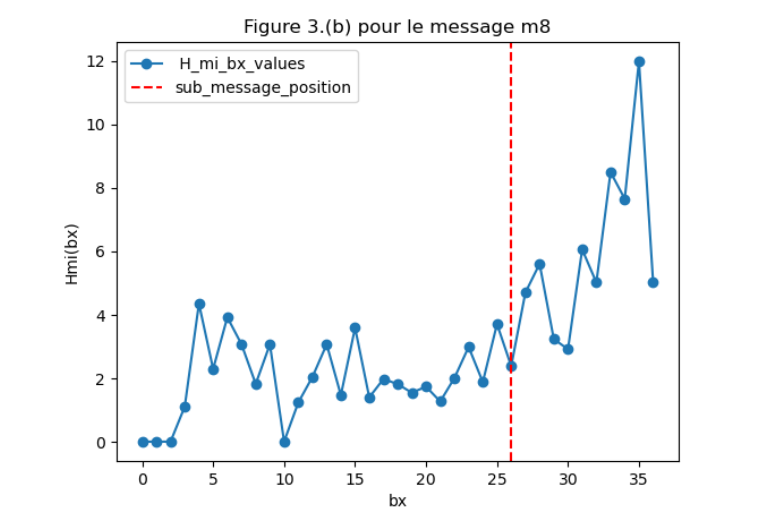 Figure 3.(b) pour le message m8
H_mi_bx_values
sub_message_position
12
10
8
6
4
2
0
Hmi(bx)
0 5 10 15 20 25 30 35
bx